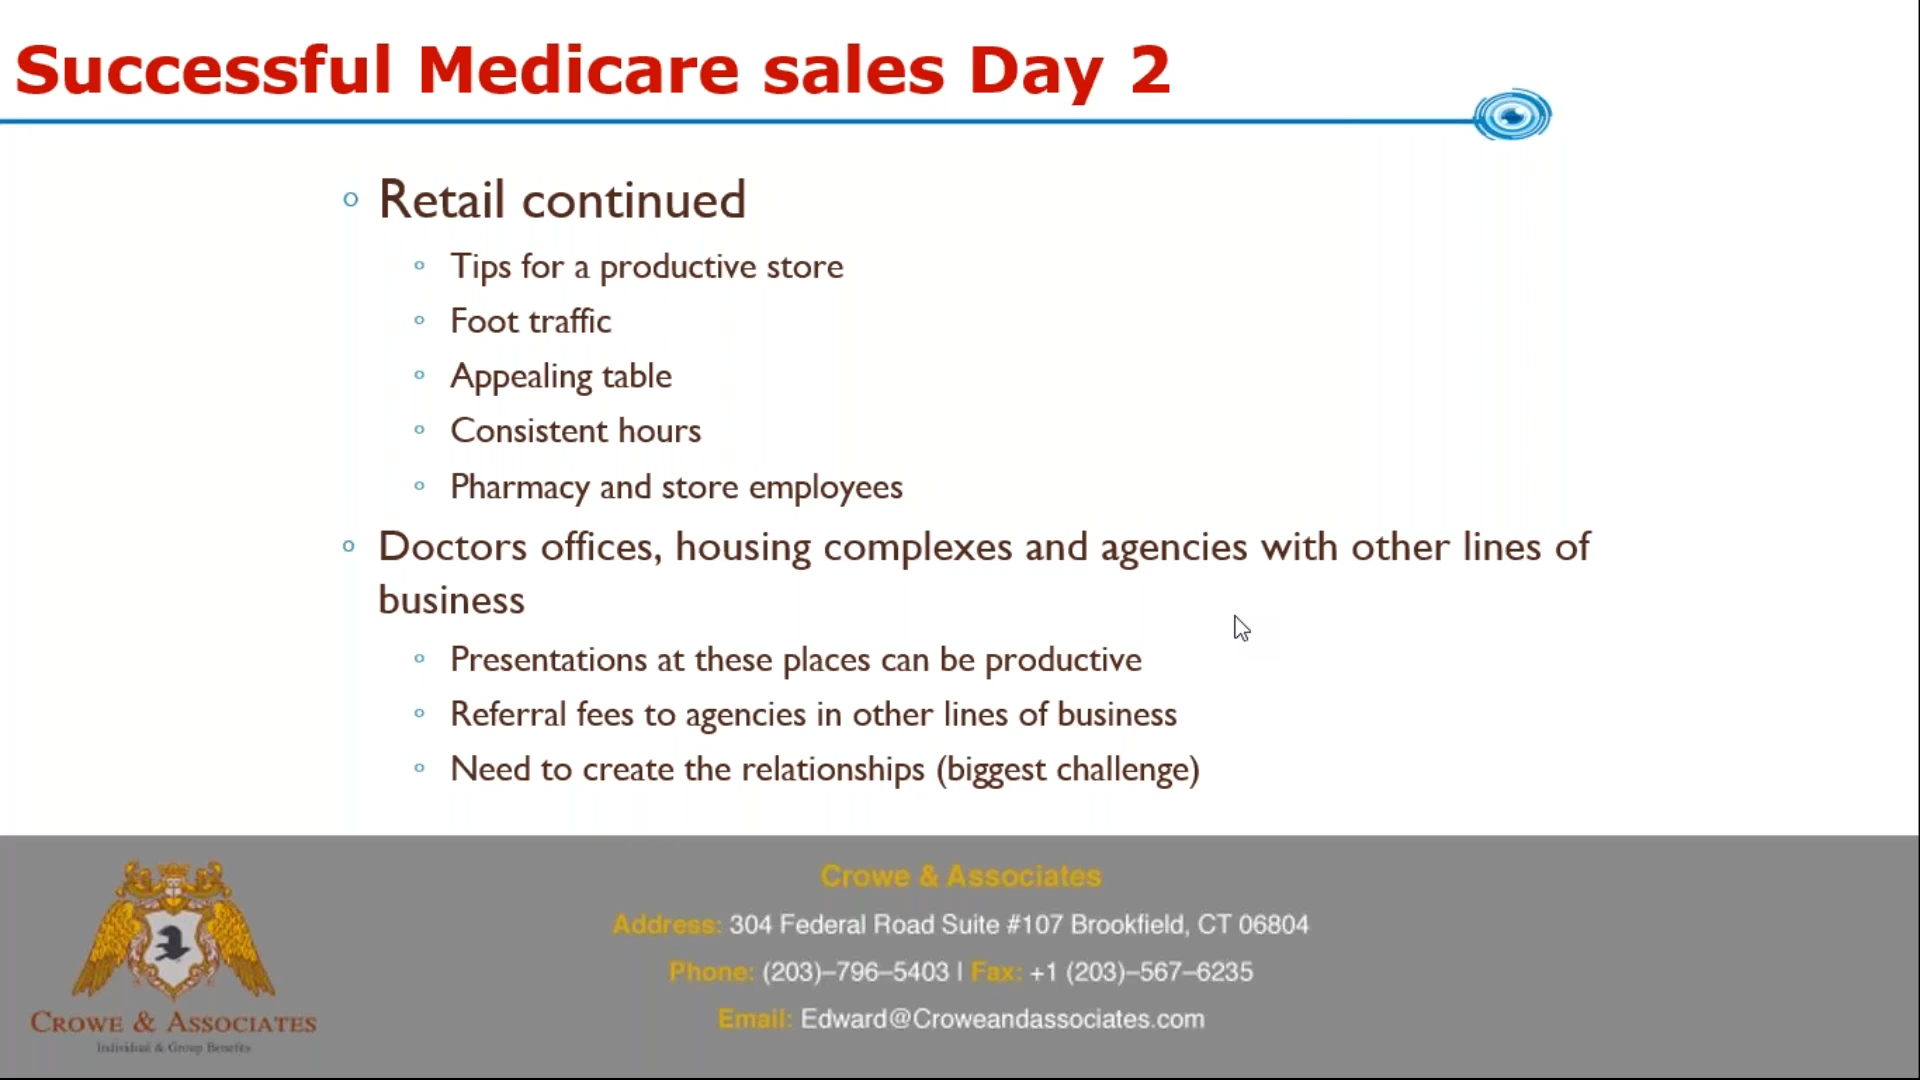 Successful Medicare sales Day 2
Retail continued
Tips for a productive store
Foot traffic
Appealing table
Consistent hours
Pharmacy and store employees
Doctors offices, housing complexes and agencies with other lines of
business
Presentations at these places can be productive
Referral fees to agencies in other lines of business
Need to create the relationships (biggest challenge)
Crowe & Associates
Address: 304 Federal Road Suite #107 Brookfield, CT 06804
Phone: (203)–796–5403 | Fax: +1 (203)–567–6235
Email: Edward@Croweandassociates.com
CROWE & ASSOCIATES
Individual & Group Benefits